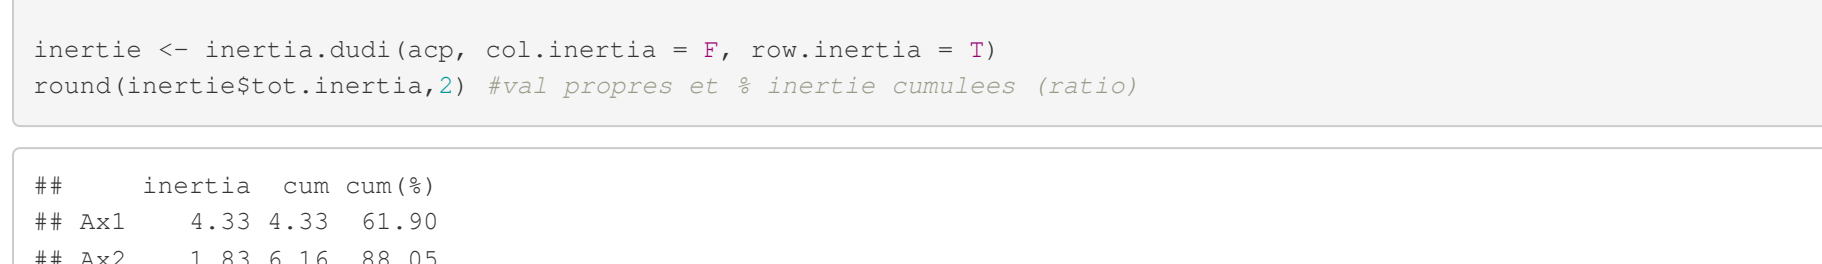 inertie <- inertia.dudi(acp, col.inertia = F, row.inertia = T)
round(inertie$tot.inertia,2) #val propres et % inertie cumulees (ratio)
## inertia cum cum(%)
## Ax1 4.33 4.33 61.90
## Ax2 1.83 6.16 88.05